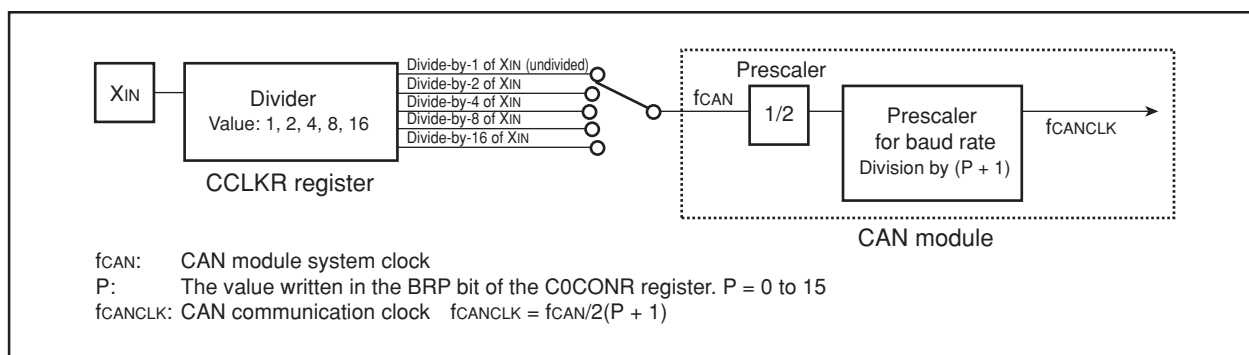 XIN
Divider
Value: 1, 2, 4, 8, 16
CCLKR register
Divide-by-1 of XIN (undivided)
Divide-by-2 of XIN
Divide-by-4 of XIN
Divide-by-8 of XIN
Divide-by-16 of XIN
fCAN
Prescaler
1/2
Prescaler
for baud rate
Division by (P + 1)
fCANCLK
CAN module
fCAN: CAN module system clock
P: The value written in the BRP bit of the C0CONR register. P = 0 to 15
fCANCLK: CAN communication clock fCANCLK = fCAN/2(P + 1)